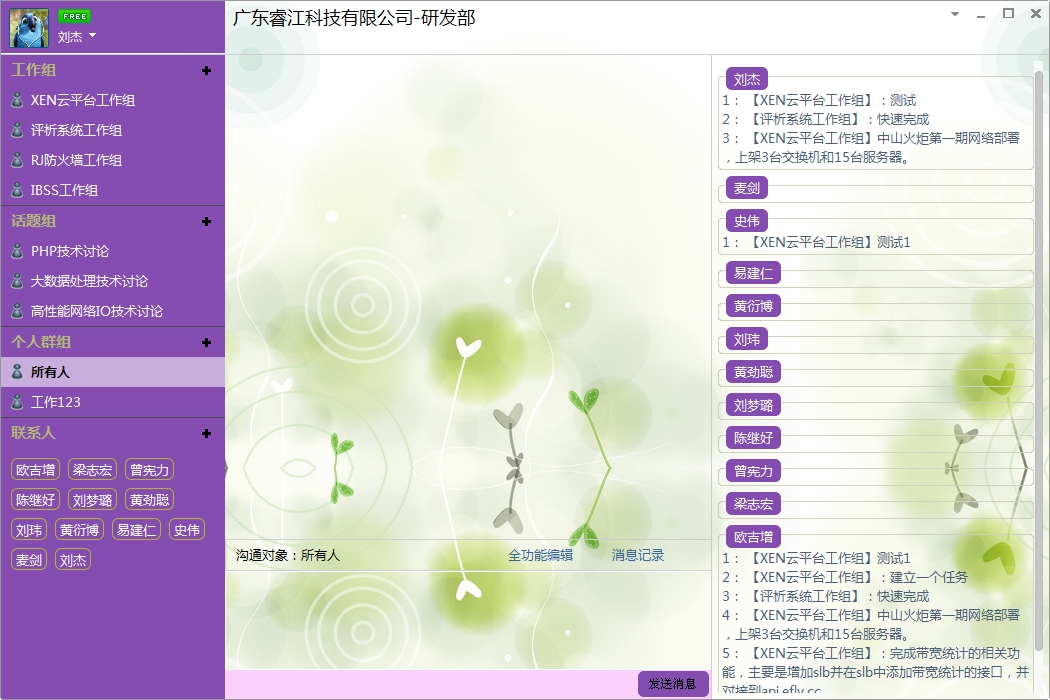 FREE
刘杰
工作组
XEN云平台工作组
评析系统工作组
RJ防火墙工作组
IBSS工作组
话题组
PHP技术讨论
大数据处理技术讨论
高性能网络IO技术讨论
个人群组
所有人
工作123
联系人
欧吉增 梁志宏 曾宪力
陈继好 刘梦璐 黄劲聪
刘玮 黄衍博 易建仁 史伟
麦剑 刘杰
广东睿江科技有限公司-研发部
沟通对象：所有人 全功能编辑 消息记录
发送消息
刘杰
1： 【XEN云平台工作组】：测试
2： 【评析系统工作组】：快速完成
3： 【XEN云平台工作组】中山火炬第一期网络部署
，上架3台交换机和15台服务器。
麦剑
史伟
1： 【XEN云平台工作组】测试1
易建仁
黄衍博
刘玮
黄劲聪
刘梦璐
陈继好
曾宪力
梁志宏
欧吉增
1： 【XEN云平台工作组】测试1
2： 【XEN云平台工作组】：建立一个任务
3： 【评析系统工作组】：快速完成
4： 【XEN云平台工作组】中山火炬第一期网络部署
，上架3台交换机和15台服务器。
5： 【XEN云平台工作组】：完成带宽统计的相关功
能，主要是增加slb并在slb中添加带宽统计的接口，并
对接到api.efly.cc